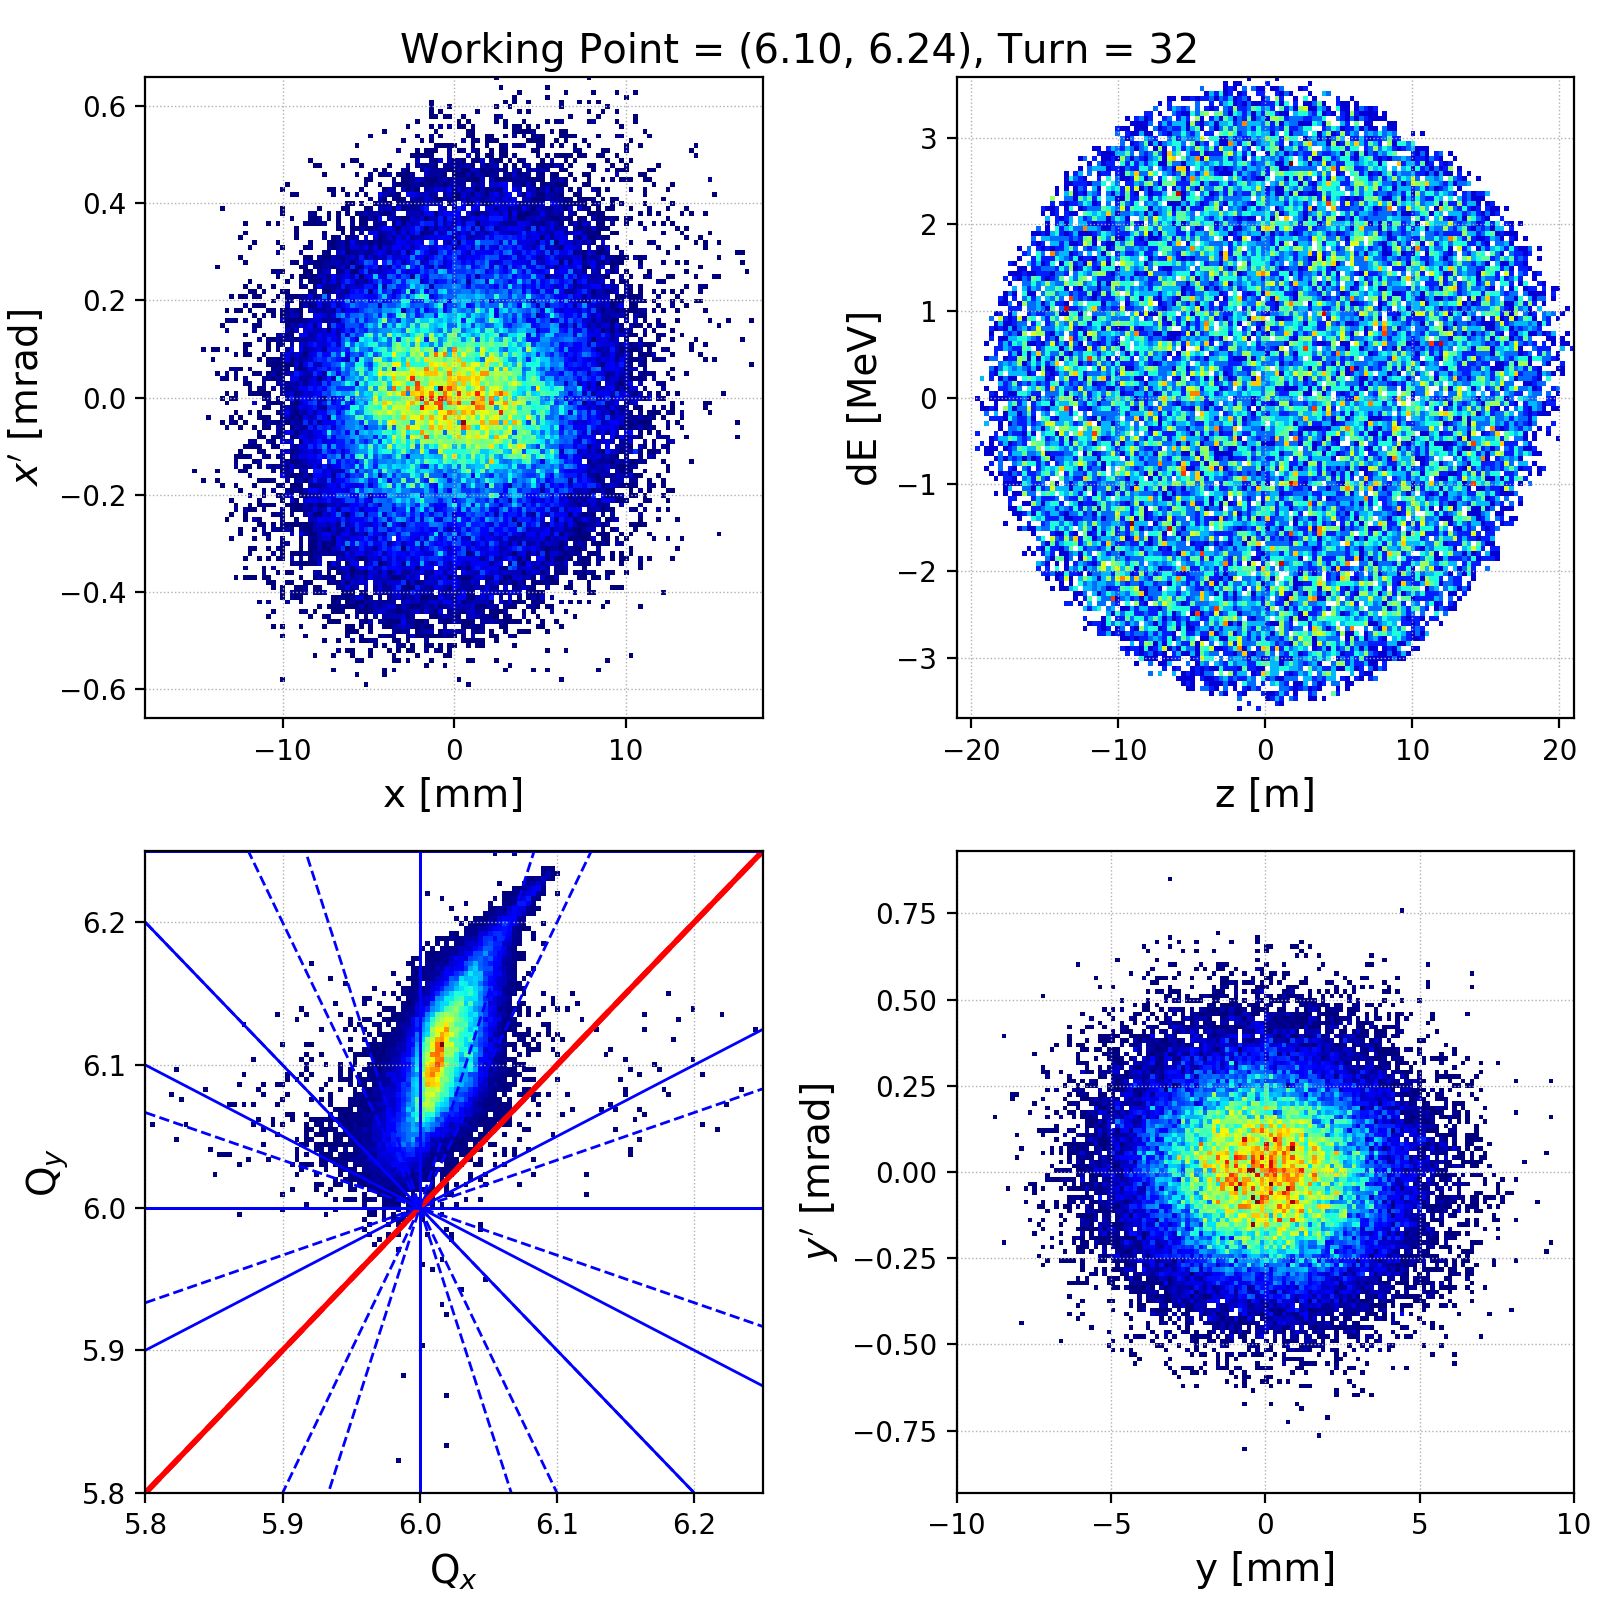 Working Point = (6.10, 6.24), Turn = 32
0.6
0.4
0.2
0.0
−0.2
−0.4
−0.6
x′ [mrad]
−10 0 10
x [mm]
3
2
1
0
−1
−2
−3
dE [MeV]
−20 −10 0 10 20
z [m]
6.2
6.1
6.0
5.9
5.8
Qy
5.8 5.9 6.0 6.1 6.2
Qx
0.75
0.50
0.25
0.00
−0.25
−0.50
−0.75
y′ [mrad]
−10 −5 0 5 10
y [mm]